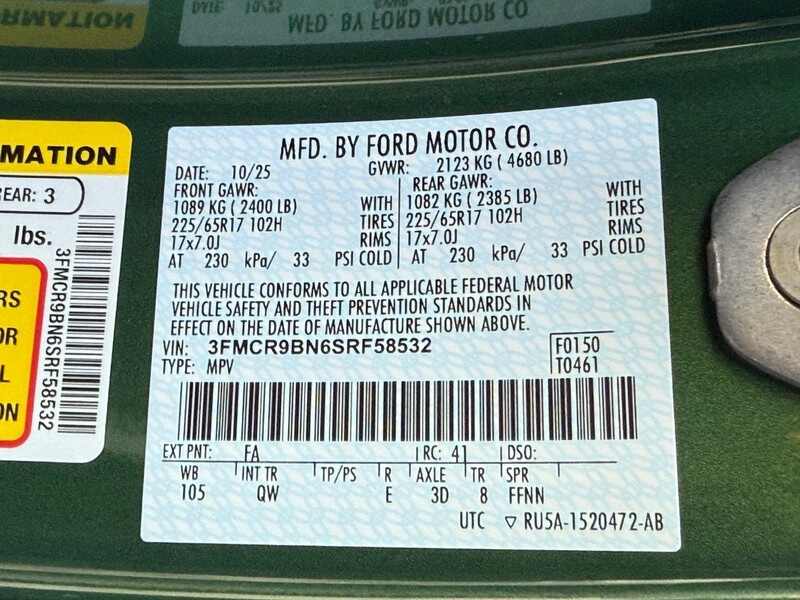 DATE: 10/25
MFD. BY FORD MOTOR CO
RMATION
MATION
REAR: 3
lbs.
3FMCR9BN6SRF58532
RS
OR
L
ON
MFD. BY FORD MOTOR CO.
DATE: 10/25 GVWR: 2123 KG ( 4680 LB)
FRONT GAWR: REAR GAWR:
1089 KG ( 2400 LB) WITH 1082 KG ( 2385 LB) WITH
225/65R17 102H TIRES 225/65R17 102H TIRES
17x7.0J RIMS 17x7.0J RIMS
AT 230 kPa/ 33 PSI COLD AT 230 kPa/ 33 PSI COLD
THIS VEHICLE CONFORMS TO ALL APPLICABLE FEDERAL MOTOR
VEHICLE SAFETY AND THEFT PREVENTION STANDARDS IN
EFFECT ON THE DATE OF MANUFACTURE SHOWN ABOVE.
VIN: 3FMCR9BN6SRF58532 F0150
TYPE: MPV T0461
EXT PNT: FA RC: 41 DSO:
WB INT TR TP/PS R AXLE TR SPR
105 QW E 3D 8 FFNN
UTC ▽ RU5A-1520472-AB